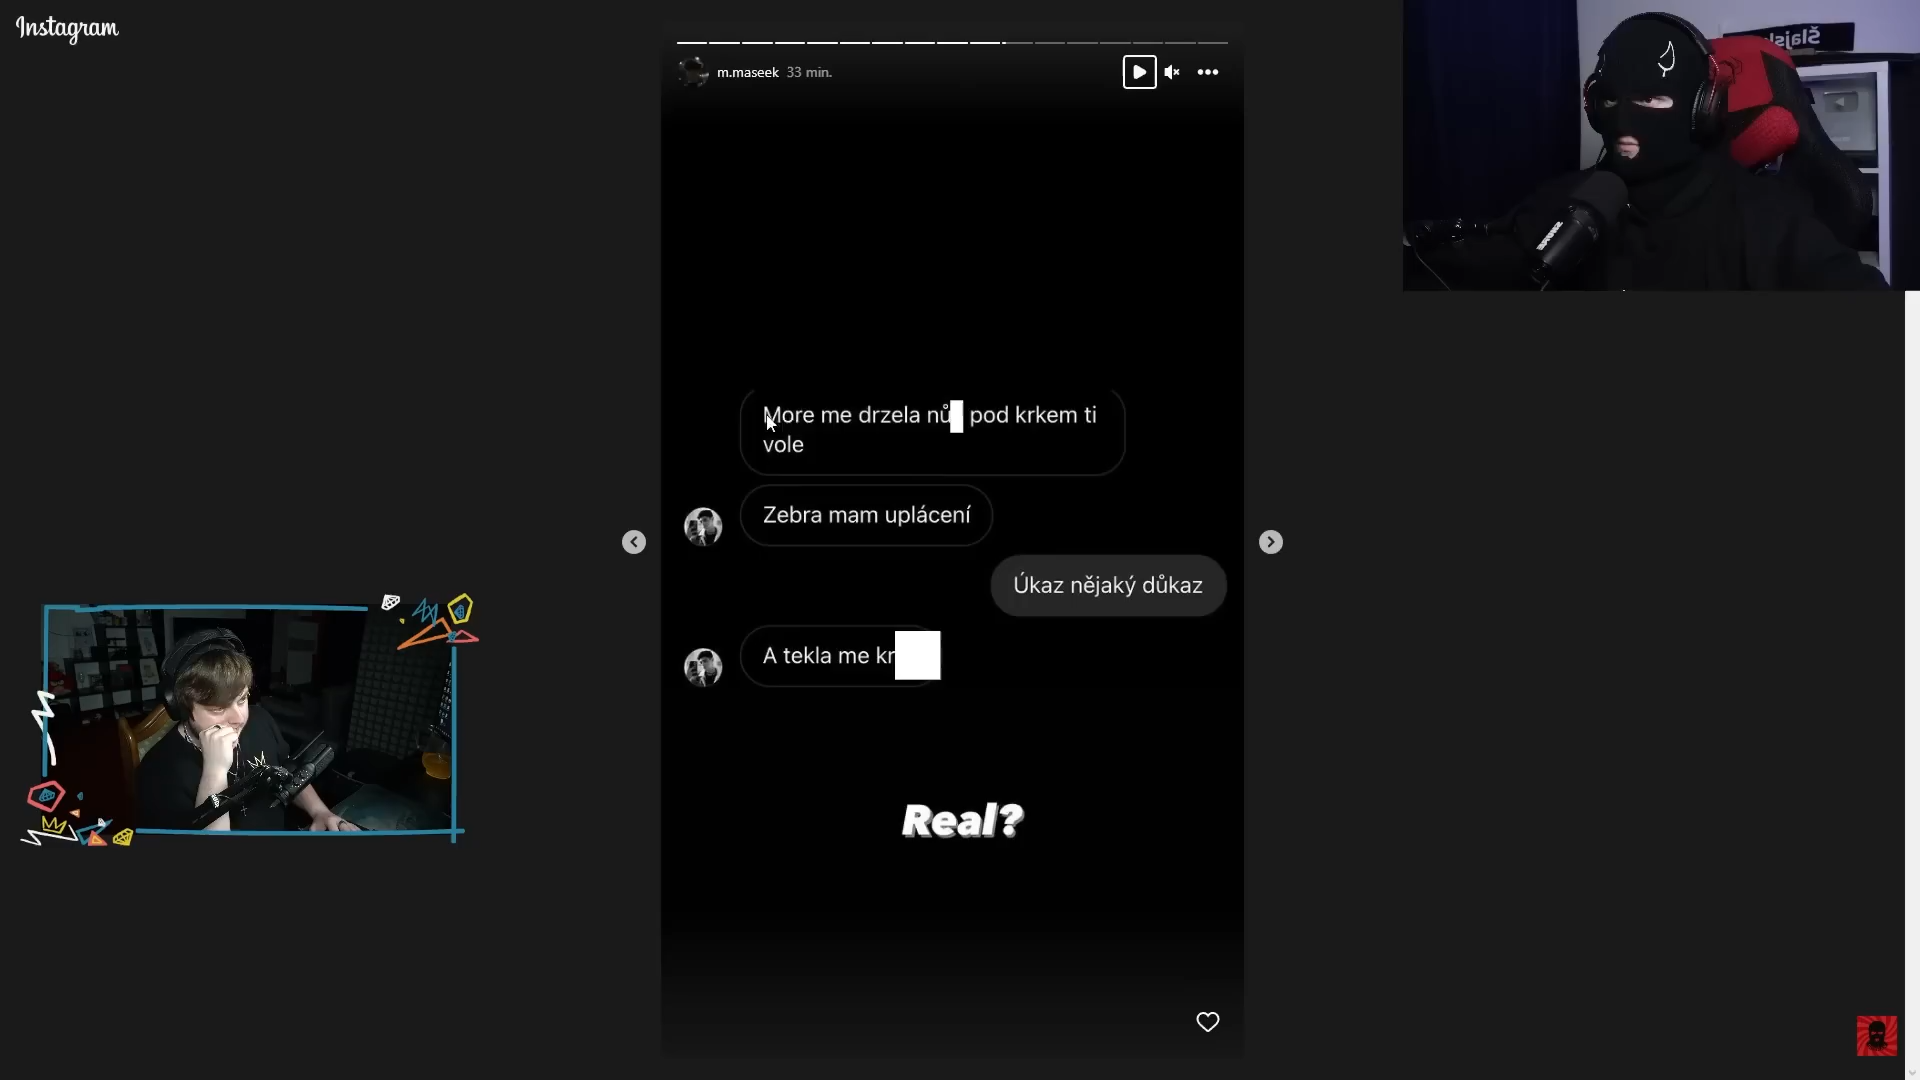 Instagram
m.maseek 33 min.
More me drzela nů pod krkem ti
vole
Zebra mam uplácení
Úkaz nějaký důkaz
A tekla me kr
Real?